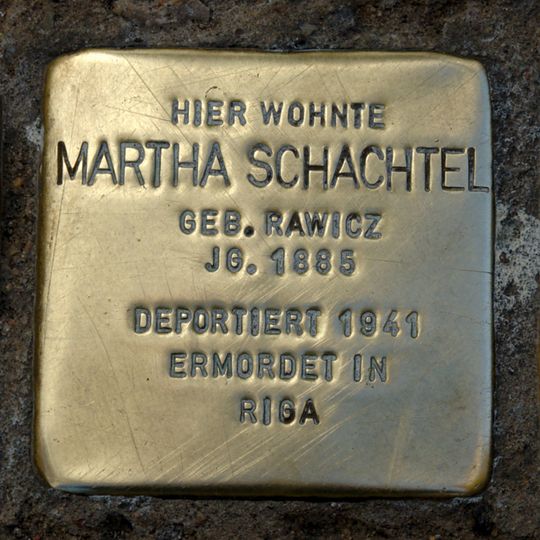 HIER WOHNTE
MARTHA SCHACHTEL
GEB. RAWICZ
JG. 1885
DEPORTIERT 1941
ERMORDET IN
RIGA